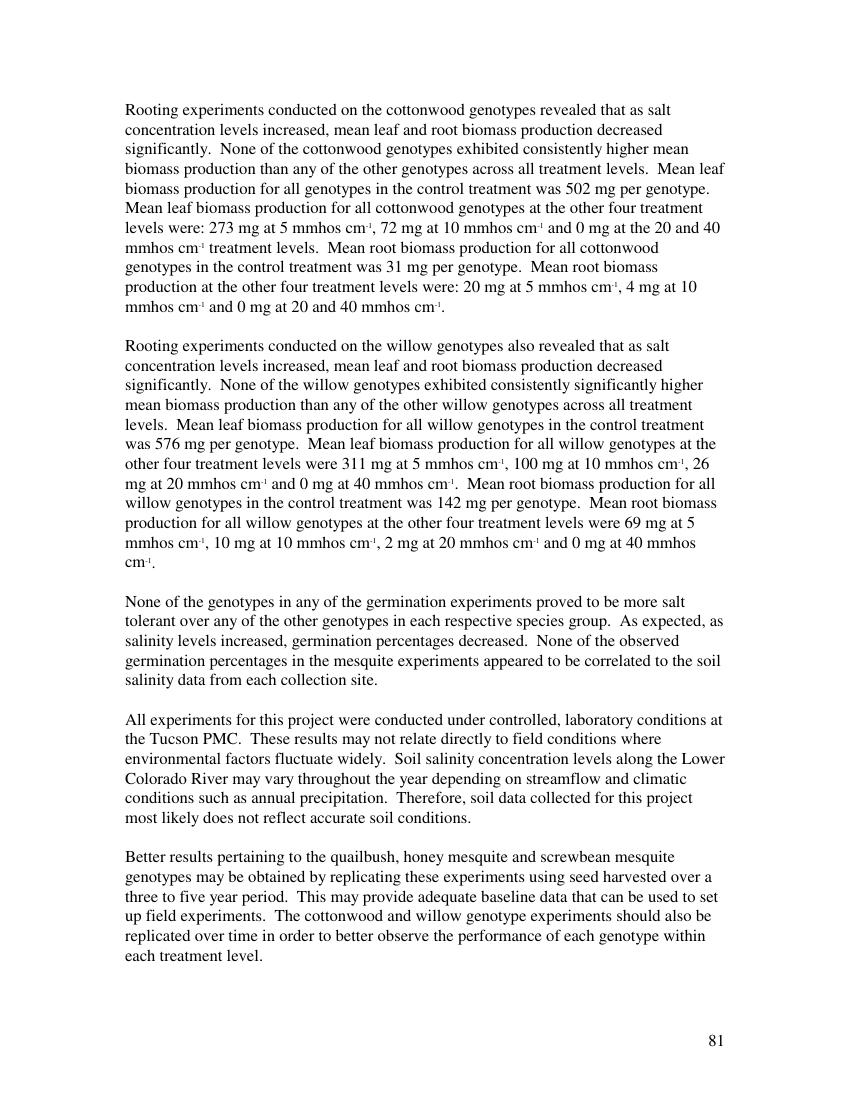 Rooting experiments conducted on the cottonwood genotypes revealed that as salt
concentration levels increased, mean leaf and root biomass production decreased
significantly.  None of the cottonwood genotypes exhibited consistently higher mean
biomass production than any of the other genotypes across all treatment levels.  Mean leaf
biomass production for all genotypes in the control treatment was 502 mg per genotype.
Mean leaf biomass production for all cottonwood genotypes at the other four treatment
levels were: 273 mg at 5 mmhos cm⁻¹, 72 mg at 10 mmhos cm⁻¹ and 0 mg at the 20 and 40
mmhos cm⁻¹ treatment levels.  Mean root biomass production for all cottonwood
genotypes in the control treatment was 31 mg per genotype.  Mean root biomass
production at the other four treatment levels were: 20 mg at 5 mmhos cm⁻¹, 4 mg at 10
mmhos cm⁻¹ and 0 mg at 20 and 40 mmhos cm⁻¹.
Rooting experiments conducted on the willow genotypes also revealed that as salt
concentration levels increased, mean leaf and root biomass production decreased
significantly.  None of the willow genotypes exhibited consistently significantly higher
mean biomass production than any of the other willow genotypes across all treatment
levels.  Mean leaf biomass production for all willow genotypes in the control treatment
was 576 mg per genotype.  Mean leaf biomass production for all willow genotypes at the
other four treatment levels were 311 mg at 5 mmhos cm⁻¹, 100 mg at 10 mmhos cm⁻¹, 26
mg at 20 mmhos cm⁻¹ and 0 mg at 40 mmhos cm⁻¹.  Mean root biomass production for all
willow genotypes in the control treatment was 142 mg per genotype.  Mean root biomass
production for all willow genotypes at the other four treatment levels were 69 mg at 5
mmhos cm⁻¹, 10 mg at 10 mmhos cm⁻¹, 2 mg at 20 mmhos cm⁻¹ and 0 mg at 40 mmhos
cm⁻¹.
None of the genotypes in any of the germination experiments proved to be more salt
tolerant over any of the other genotypes in each respective species group.  As expected, as
salinity levels increased, germination percentages decreased.  None of the observed
germination percentages in the mesquite experiments appeared to be correlated to the soil
salinity data from each collection site.
All experiments for this project were conducted under controlled, laboratory conditions at
the Tucson PMC.  These results may not relate directly to field conditions where
environmental factors fluctuate widely.  Soil salinity concentration levels along the Lower
Colorado River may vary throughout the year depending on streamflow and climatic
conditions such as annual precipitation.  Therefore, soil data collected for this project
most likely does not reflect accurate soil conditions.
Better results pertaining to the quailbush, honey mesquite and screwbean mesquite
genotypes may be obtained by replicating these experiments using seed harvested over a
three to five year period.  This may provide adequate baseline data that can be used to set
up field experiments.  The cottonwood and willow genotype experiments should also be
replicated over time in order to better observe the performance of each genotype within
each treatment level.
81